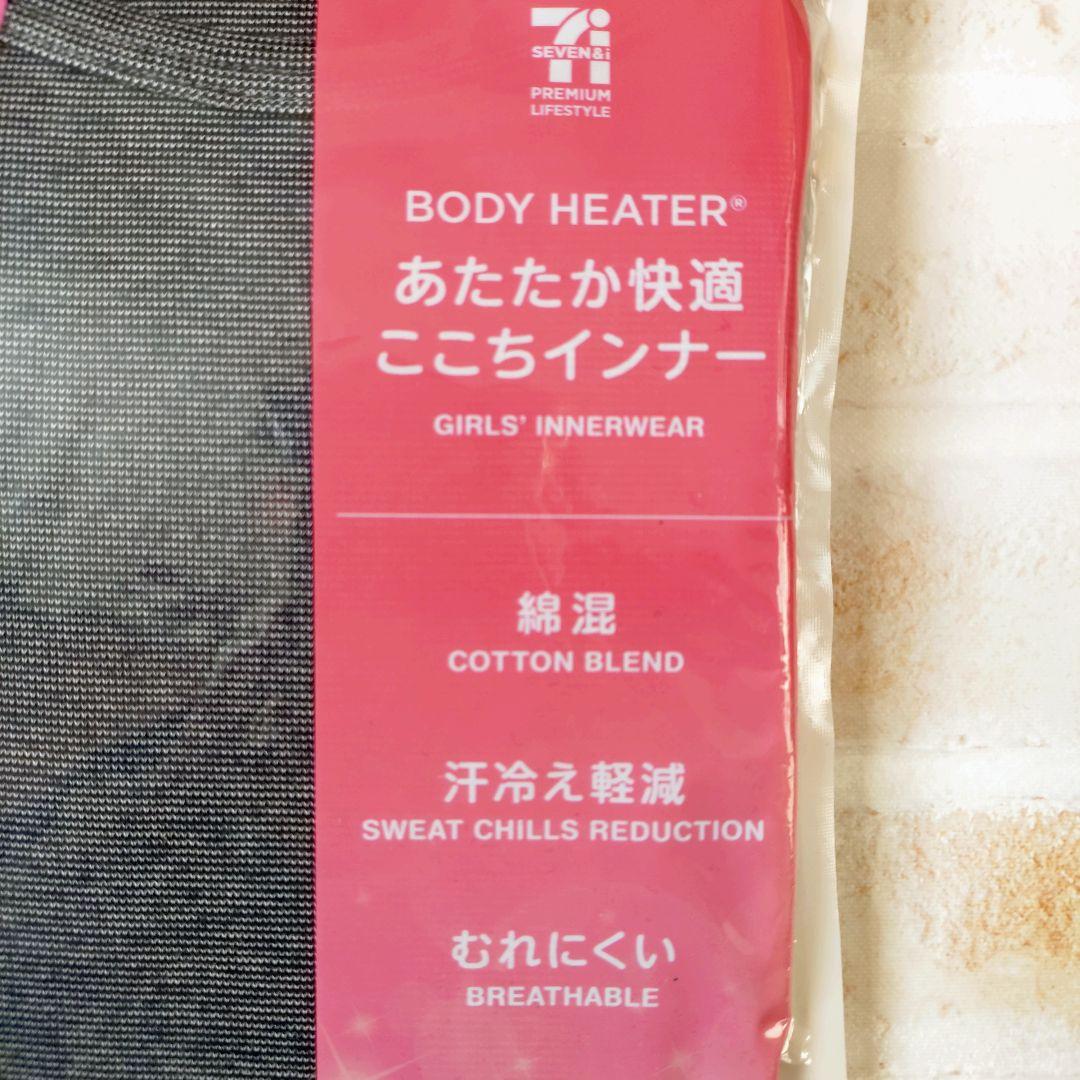 SEVEN&i
PREMIUM
LIFESTYLE
BODY HEATER®
あたたか快適
ここちインナー
GIRLS' INNERWEAR
綿混
COTTON BLEND
汗冷え軽減
SWEAT CHILLS REDUCTION
むれにくい
BREATHABLE